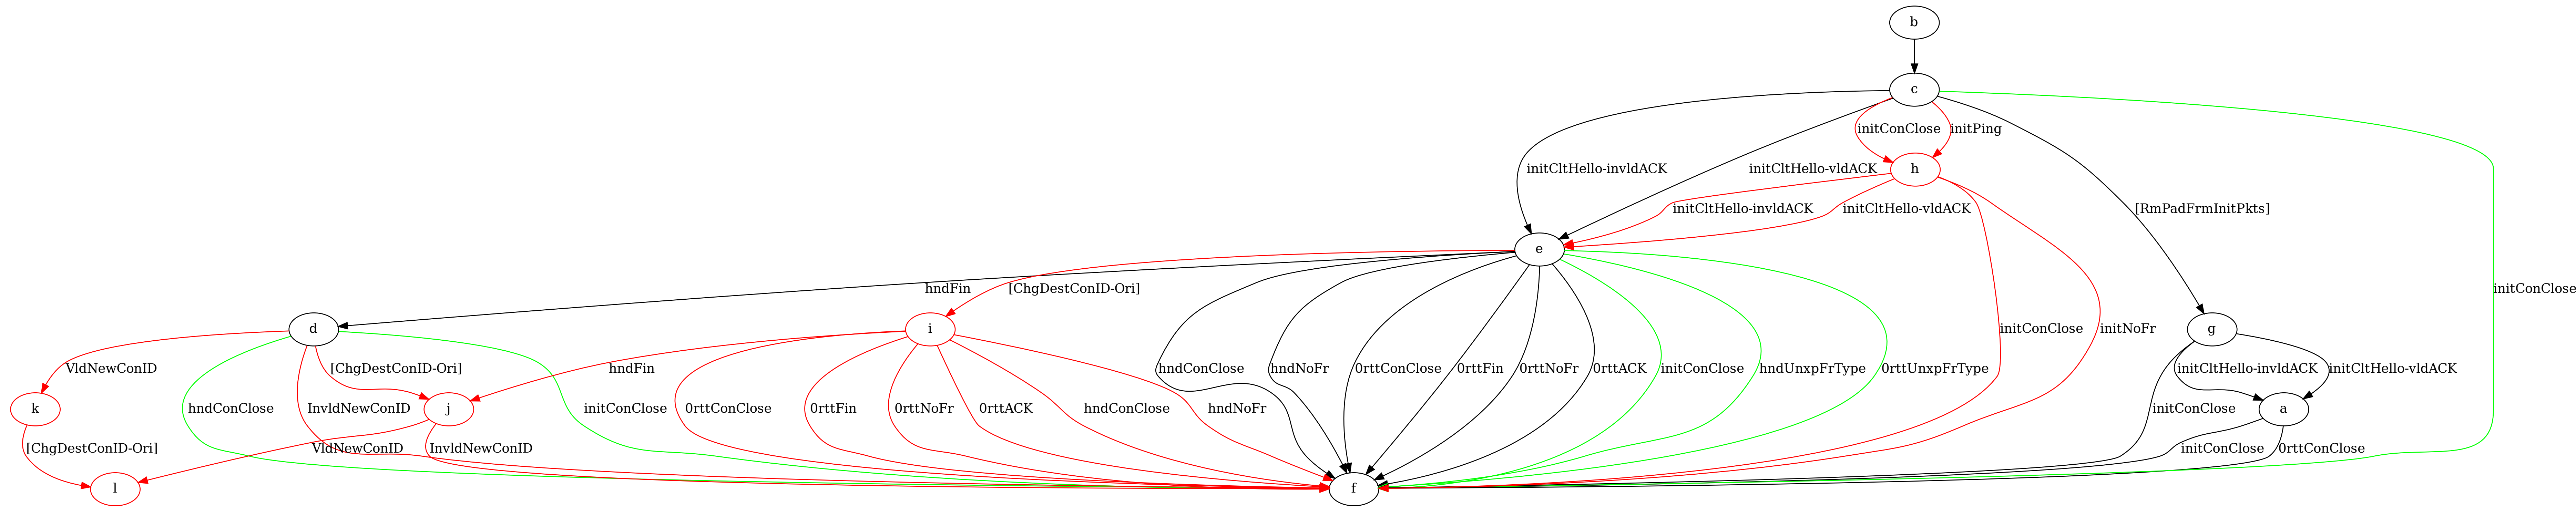 b
c
initConClose
initPing
initCltHello-invldACK
initCltHello-vldACK
h
initCltHello-invldACK
initCltHello-vldACK
[RmPadFrmInitPkts]
e
hndFin
[ChgDestConID-Ori]
initConClose
d
i
initConClose
initNoFr
g
VldNewConID
[ChgDestConID-Ori]
hndFin
hndConClose
hndNoFr
0rttConClose
0rttFin
0rttNoFr
0rttACK
initConClose
hndUnxpFrType
0rttUnxpFrType
initCltHello-invldACK
initCltHello-vldACK
k
hndConClose
InvldNewConID
j
initConClose
0rttConClose
0rttFin
0rttNoFr
0rttACK
hndConClose
hndNoFr
initConClose
a
[ChgDestConID-Ori]
VldNewConID
InvldNewConID
initConClose
0rttConClose
l
f